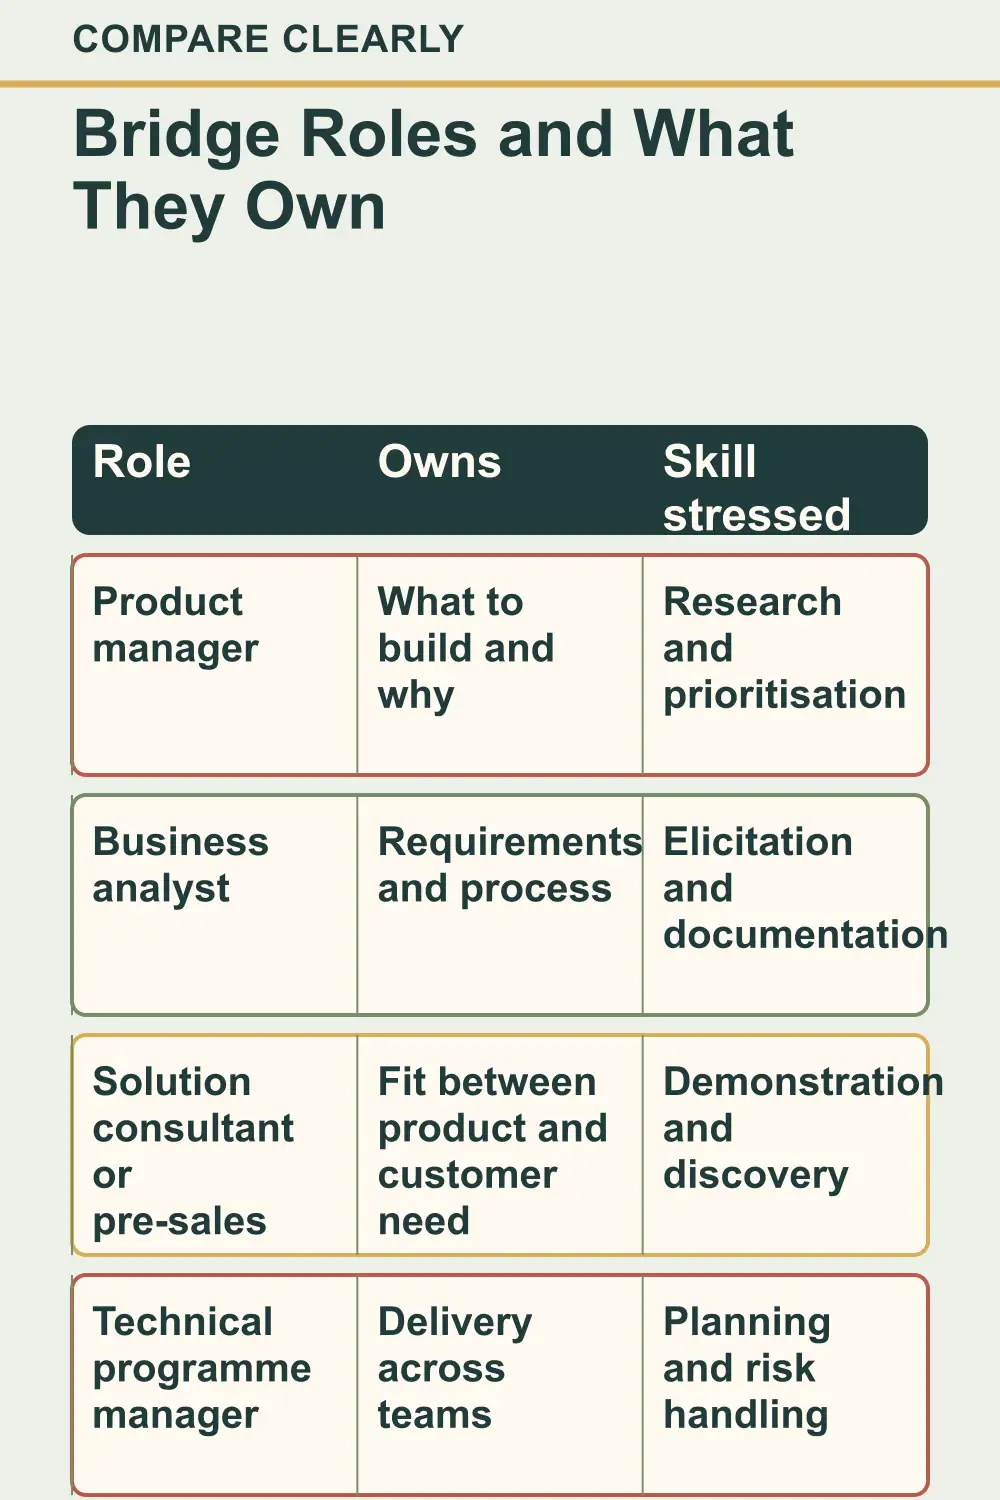 COMPARE CLEARLY
Bridge Roles and What
They Own
Role
Owns
Skill
stressed
Product
manager
What to
build and
why
Research
and
prioritisation
Business
analyst
Requirements
and process
Elicitation
and
documentation
Solution
consultant
or
pre-sales
Fit between
product and
customer
need
Demonstration
and
discovery
Technical
programme
manager
Delivery
across
teams
Planning
and risk
handling